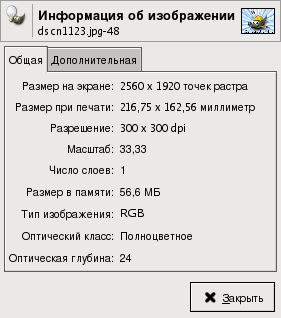 Информация об изображении
dscn1123.jpg-48
Общая Дополнительная
Размер на экране: 2560 x 1920 точек растра
Размер при печати: 216,75 x 162,56 миллиметр
Разрешение: 300 x 300 dpi
Масштаб: 33,33
Число слоев: 1
Размер в памяти: 56,6 МБ
Тип изображения: RGB
Оптический класс: Полноцветное
Оптическая глубина: 24
Закрыть